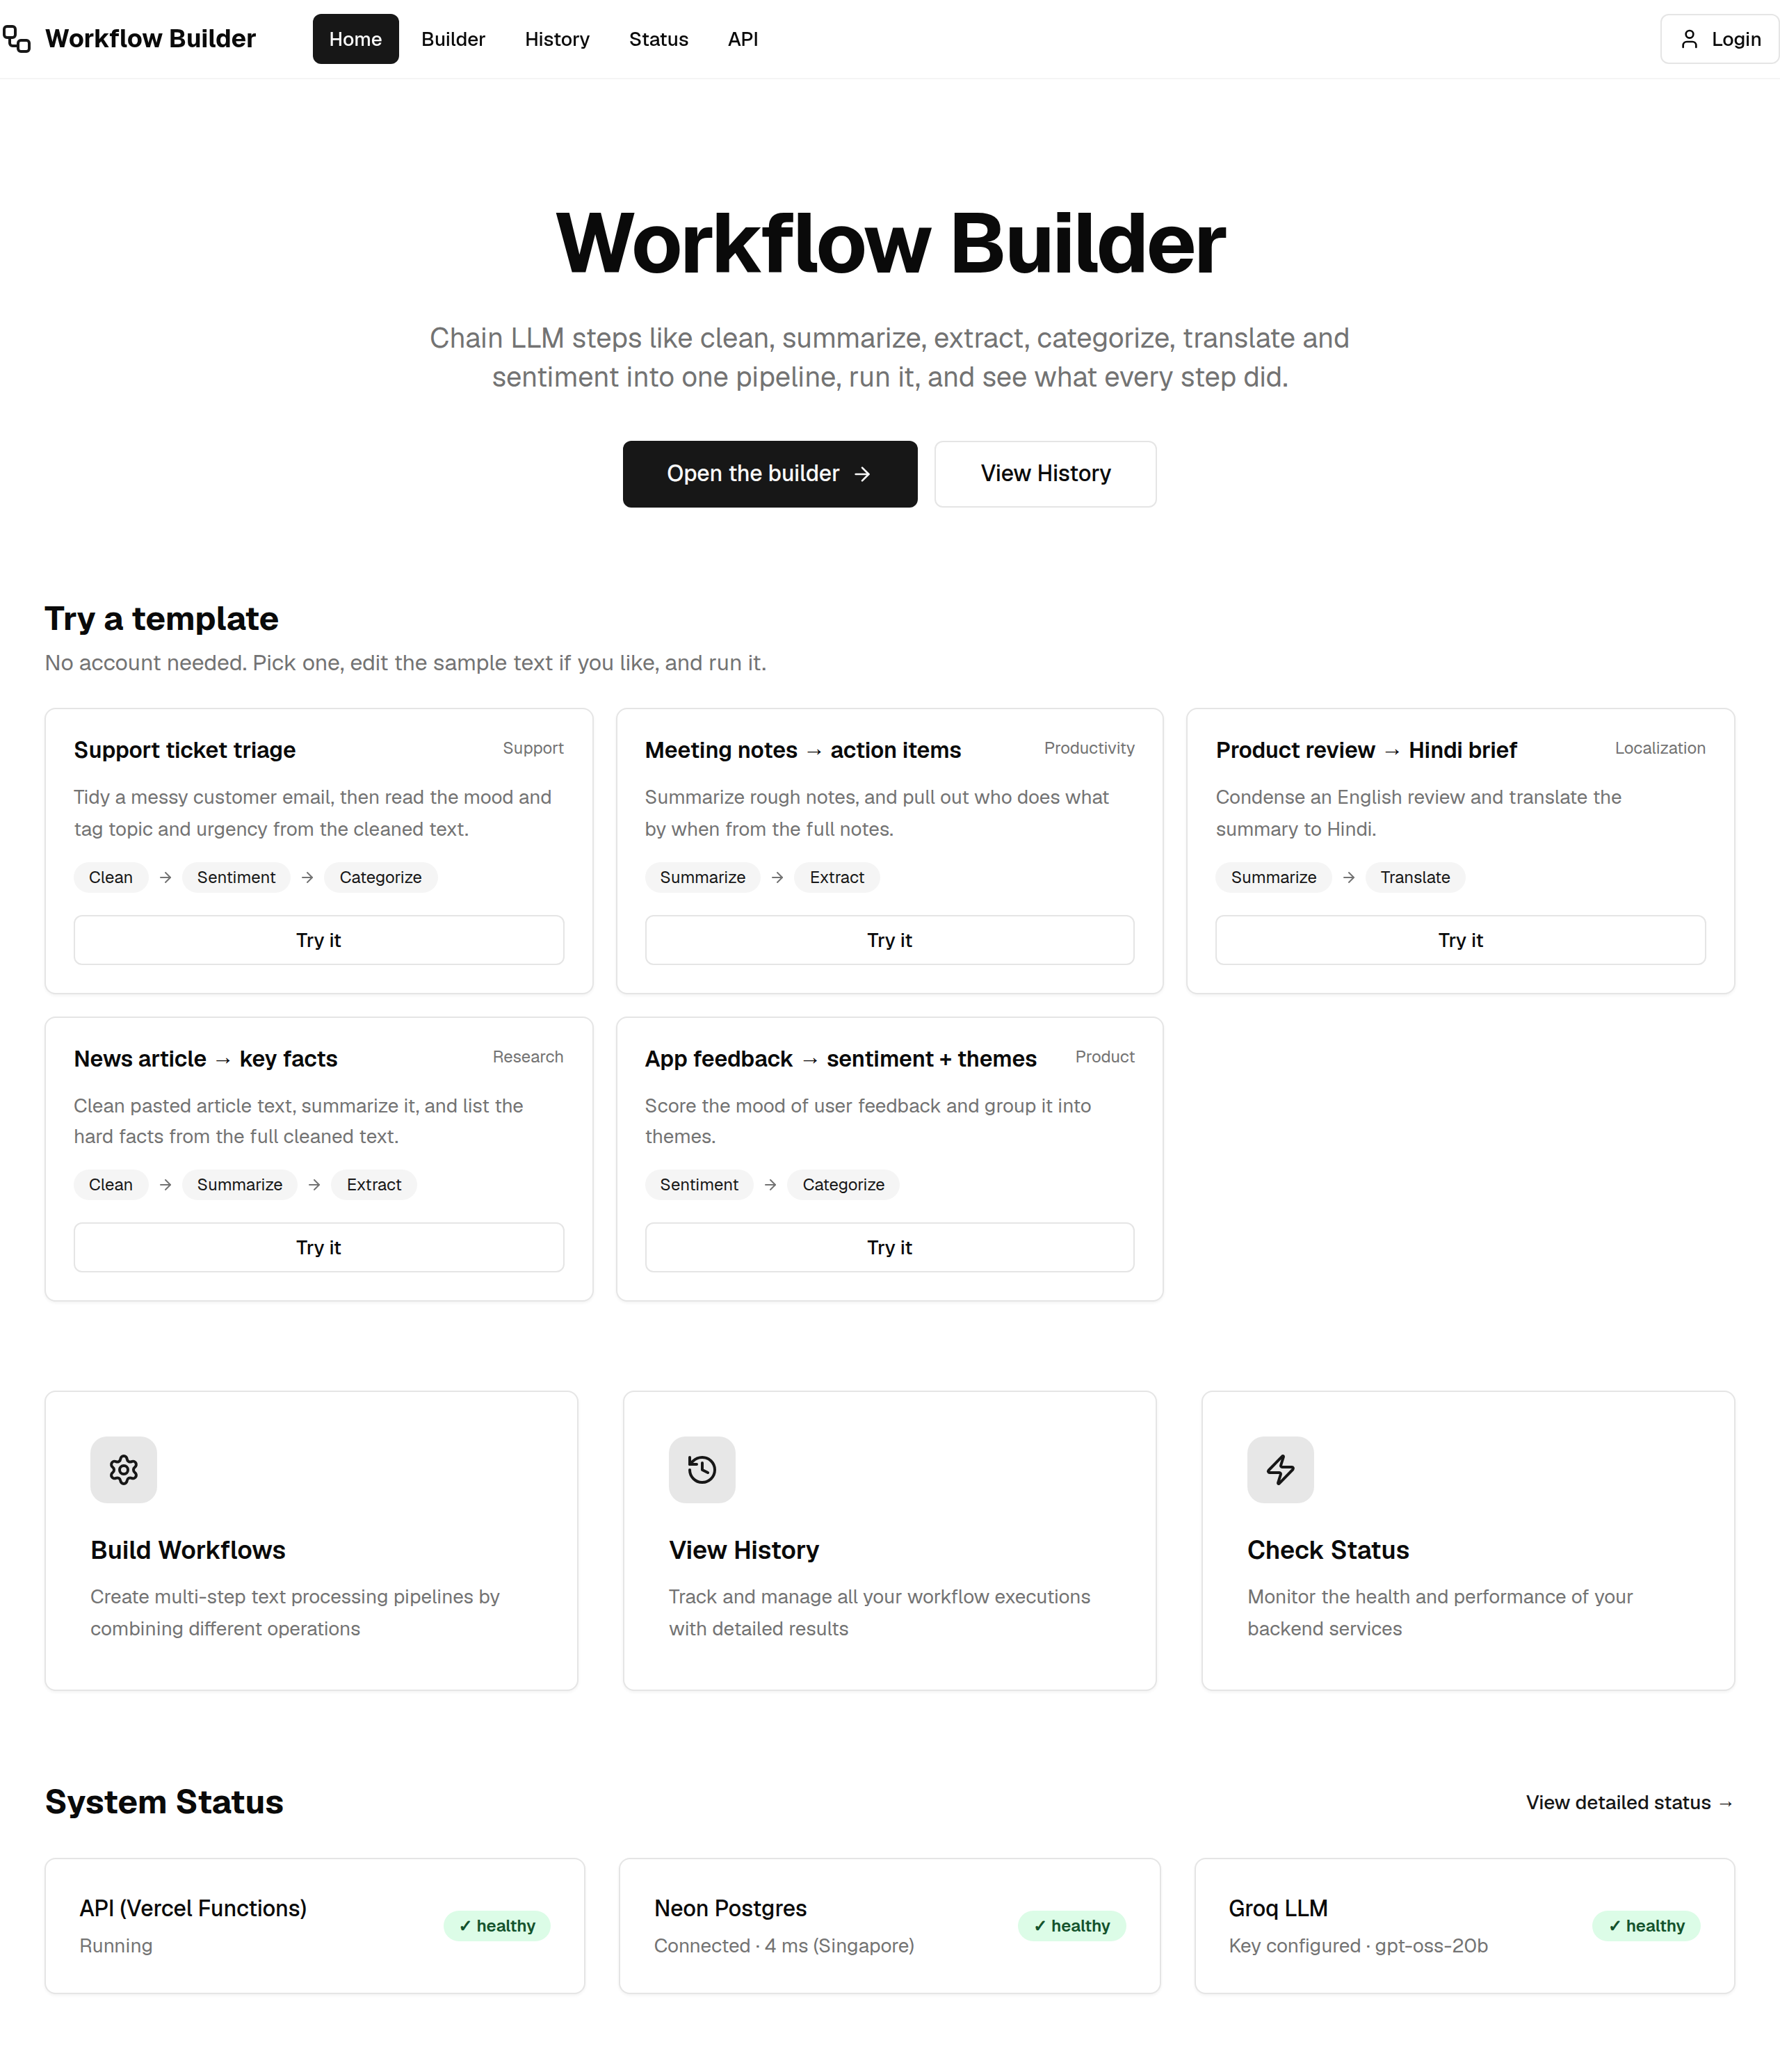 Workflow Builder
Home
Builder
History
Status
API
Login
Workflow Builder
Chain LLM steps like clean, summarize, extract, categorize, translate and
sentiment into one pipeline, run it, and see what every step did.
Open the builder →
View History
Try a template
No account needed. Pick one, edit the sample text if you like, and run it.
Support ticket triage
Support
Tidy a messy customer email, then read the mood and
tag topic and urgency from the cleaned text.
Clean → Sentiment → Categorize
Try it
Meeting notes → action items
Productivity
Summarize rough notes, and pull out who does what
by when from the full notes.
Summarize → Extract
Try it
Product review → Hindi brief
Localization
Condense an English review and translate the
summary to Hindi.
Summarize → Translate
Try it
News article → key facts
Research
Clean pasted article text, summarize it, and list the
hard facts from the full cleaned text.
Clean → Summarize → Extract
Try it
App feedback → sentiment + themes
Product
Score the mood of user feedback and group it into
themes.
Sentiment → Categorize
Try it
Build Workflows
Create multi-step text processing pipelines by
combining different operations
View History
Track and manage all your workflow executions
with detailed results
Check Status
Monitor the health and performance of your
backend services
System Status
View detailed status →
API (Vercel Functions)
Running
✓ healthy
Neon Postgres
Connected · 4 ms (Singapore)
✓ healthy
Groq LLM
Key configured · gpt-oss-20b
✓ healthy